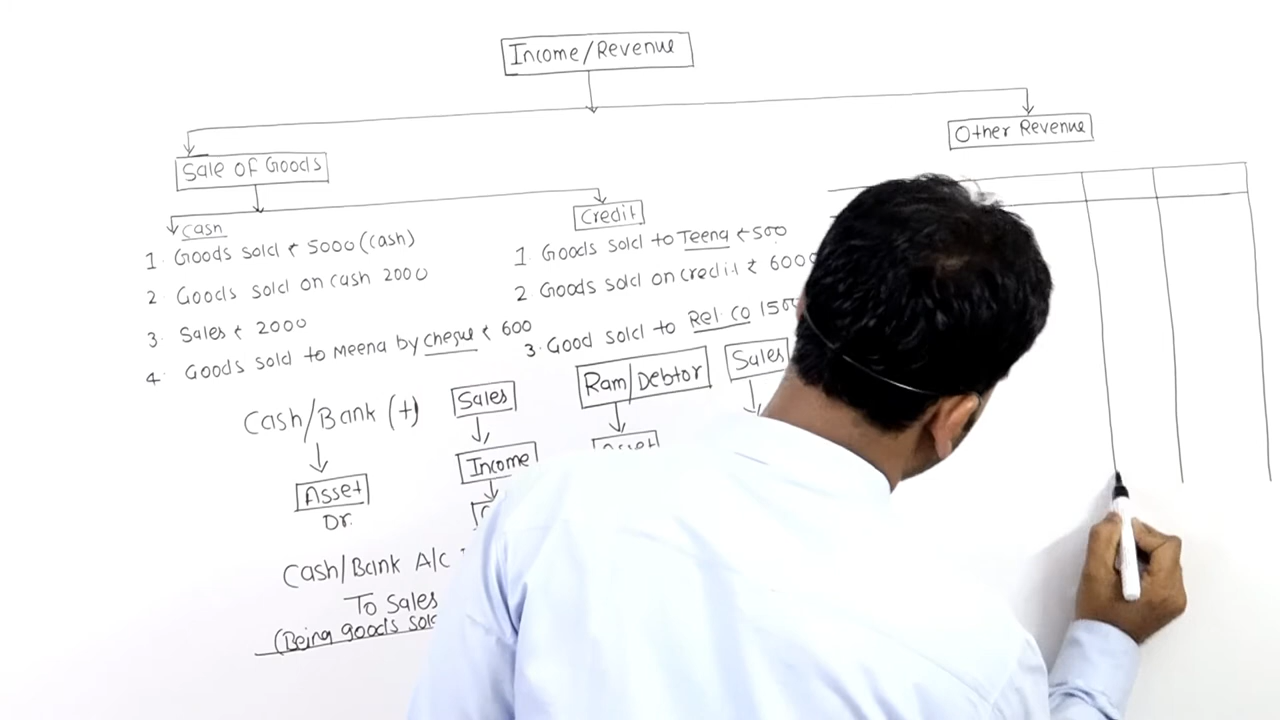 Income/Revenue
Other Revenue
Sale of Goods
Cash
1. Goods sold ₹ 5000 (cash)
2. Goods sold on cash 2000
3. Sales ₹ 2000
4. Goods sold to Meena by cheque ₹ 600
Credit
1. Goods sold to Teena ₹ 500
2 Goods sold on credit ₹ 6000
3. Good sold to Rel. Co 1500
Cash/Bank (+)
Asset
Dr.
Sales
Income
Ram/Debtor
Asset
Sales
Cash/Bank A/C
To Sales
(Being goods sold